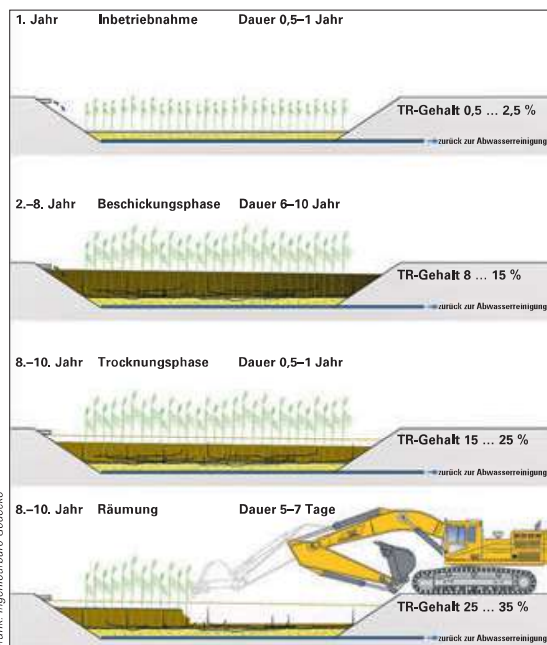 1. Jahr Inbetriebnahme Dauer 0,5–1 Jahr
TR-Gehalt 0,5 ... 2,5 %
zurück zur Abwasserreinigung
2.–8. Jahr Beschickungsphase Dauer 6–10 Jahr
TR-Gehalt 8 ... 15 %
zurück zur Abwasserreinigung
8.–10. Jahr Trocknungsphase Dauer 0,5–1 Jahr
TR-Gehalt 15 ... 25 %
zurück zur Abwasserreinigung
8.–10. Jahr Räumung Dauer 5–7 Tage
TR-Gehalt 25 ... 35 %
zurück zur Abwasserreinigung